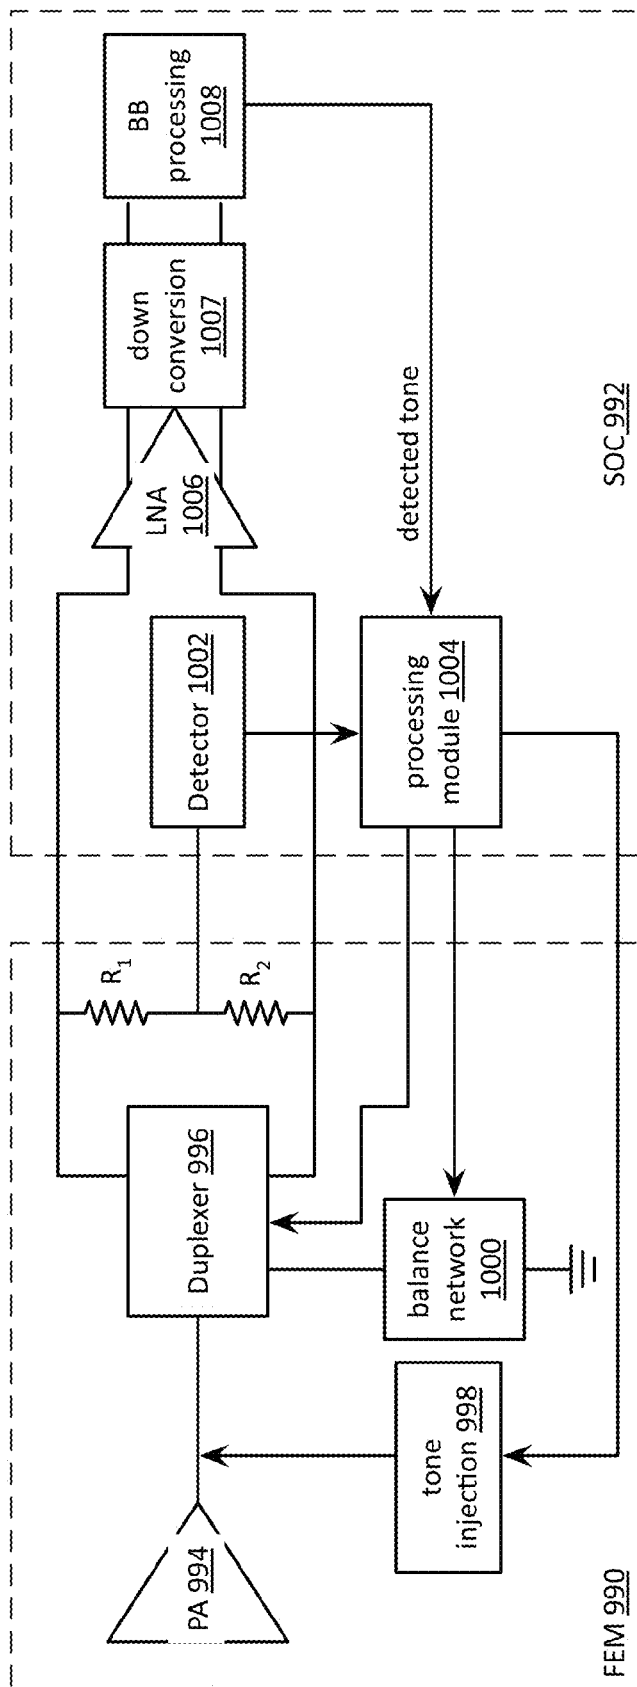 PA 994
Duplexer 996
R1
R2
Detector 1002
LNA
1006
down
conversion
1007
BB
processing
1008
tone
injection 998
balance
network
1000
processing
module 1004
detected tone
FEM 990
SOC 992